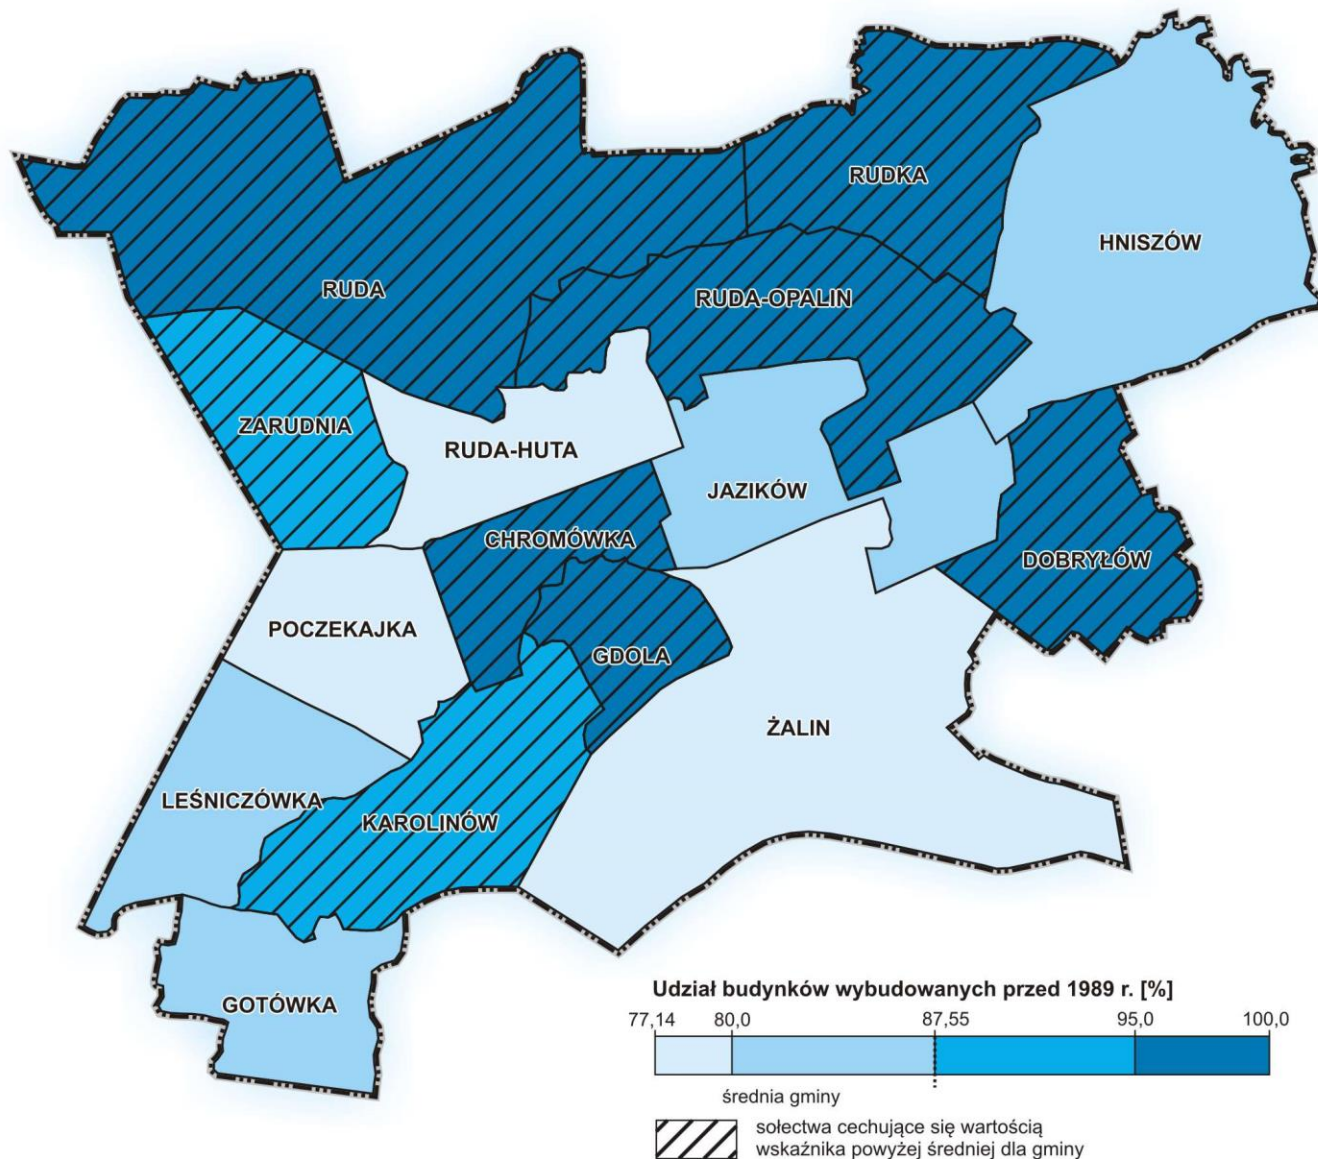 RUDKA
HNISZÓW
RUDA
RUDA-OPALIN
ZARUDNIA
RUDA-HUTA
JAZIKÓW
CHROMÓWKA
DOBRYŁÓW
POCZEKAJKA
GDOLA
ŻALIN
LEŚNICZÓWKA
KAROLINÓW
GOTÓWKA
Udział budynków wybudowanych przed 1989 r. [%]
77,14 80,0 87,55 95,0 100,0
średnia gminy
sołectwa cechujące się wartością
wskaźnika powyżej średniej dla gminy